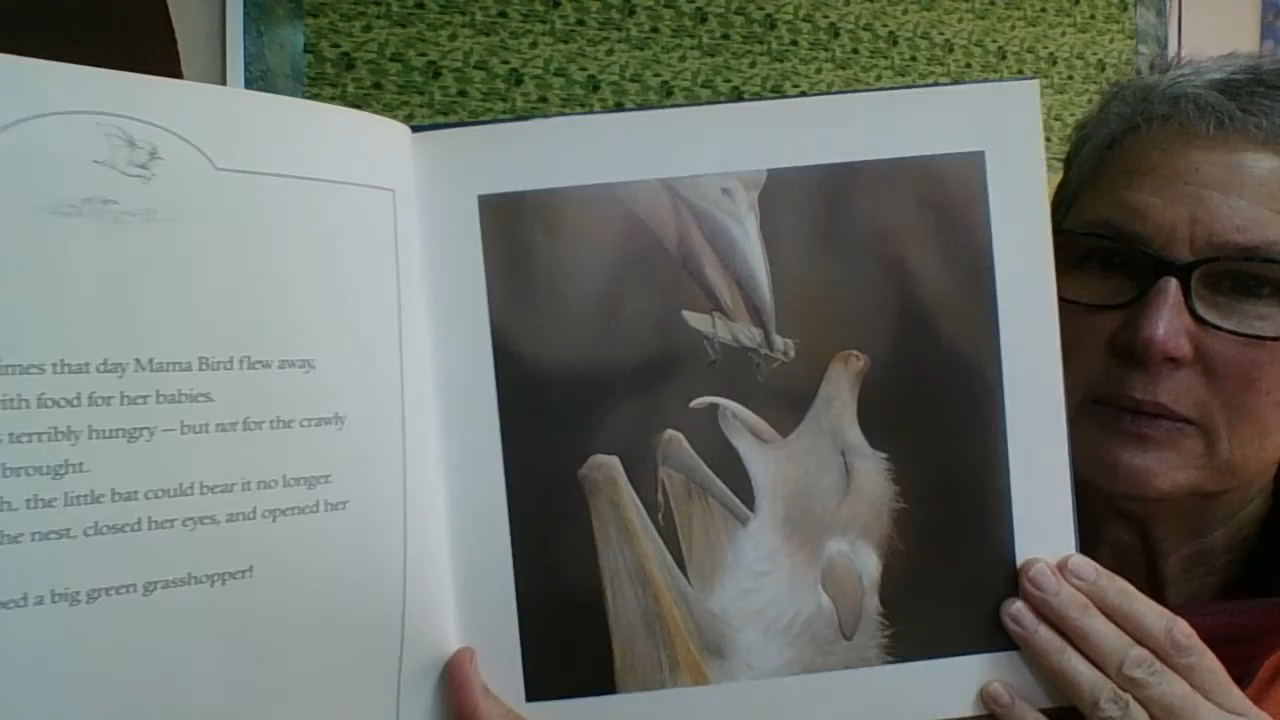 imes that day Mama Bird flew away,
ith food for her babies.
s terribly hungry — but not for the crawly
brought.
h, the little bat could bear it no longer.
he nest, closed her eyes, and opened her
ped a big green grasshopper!